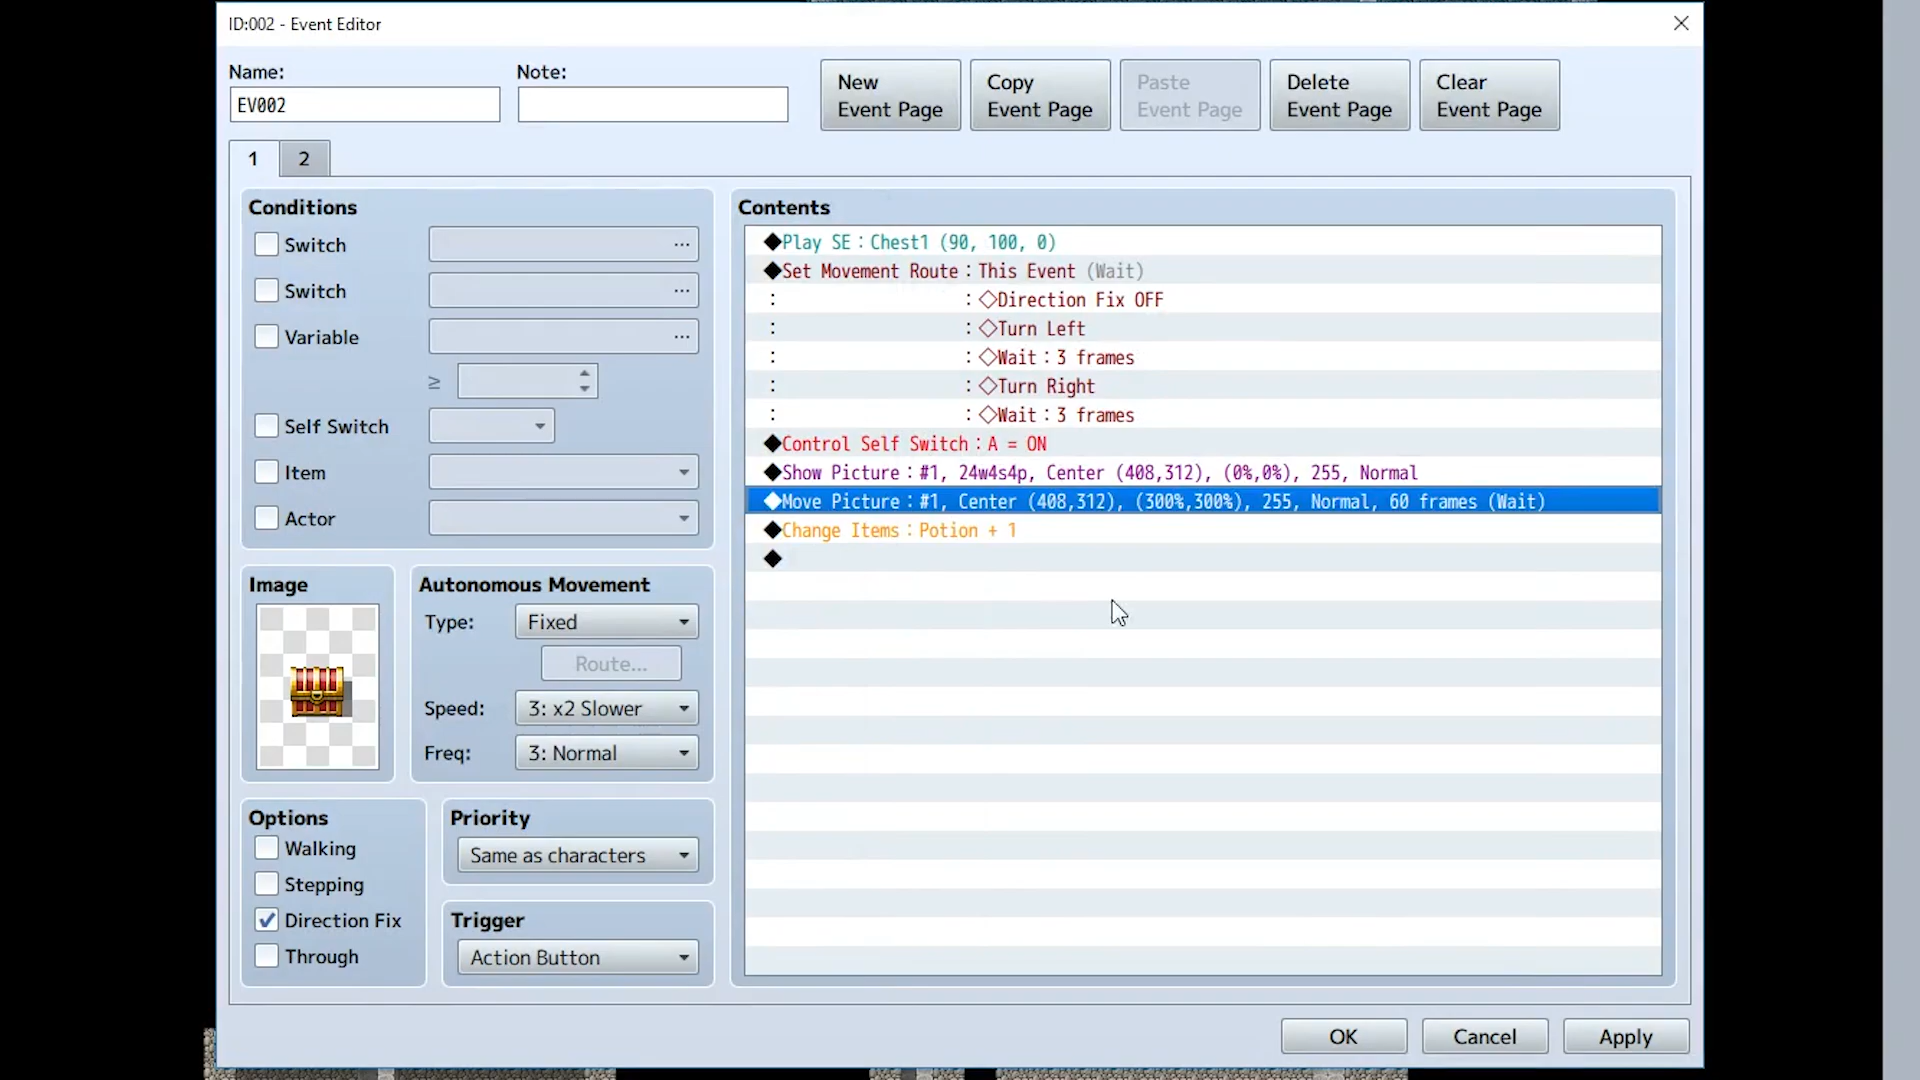 ID:002 - Event Editor
Name:
Note:
EV002
New Event Page
Copy Event Page
Paste Event Page
Delete Event Page
Clear Event Page
1
2
Conditions
Switch
...
Switch
...
Variable
...
≥
Self Switch
Item
Actor
Image
Autonomous Movement
Type:
Fixed
Route...
Speed:
3: x2 Slower
Freq:
3: Normal
Options
Walking
Stepping
Direction Fix
Through
Priority
Same as characters
Trigger
Action Button
Contents
◆Play SE：Chest1 (90, 100, 0)
◆Set Movement Route：This Event (Wait)
： ：◇Direction Fix OFF
： ：◇Turn Left
： ：◇Wait：3 frames
： ：◇Turn Right
： ：◇Wait：3 frames
◆Control Self Switch：A = ON
◆Show Picture：#1, 24w4s4p, Center (408,312), (0%,0%), 255, Normal
◆Move Picture：#1, Center (408,312), (300%,300%), 255, Normal, 60 frames (Wait)
◆Change Items：Potion + 1
◆
OK
Cancel
Apply